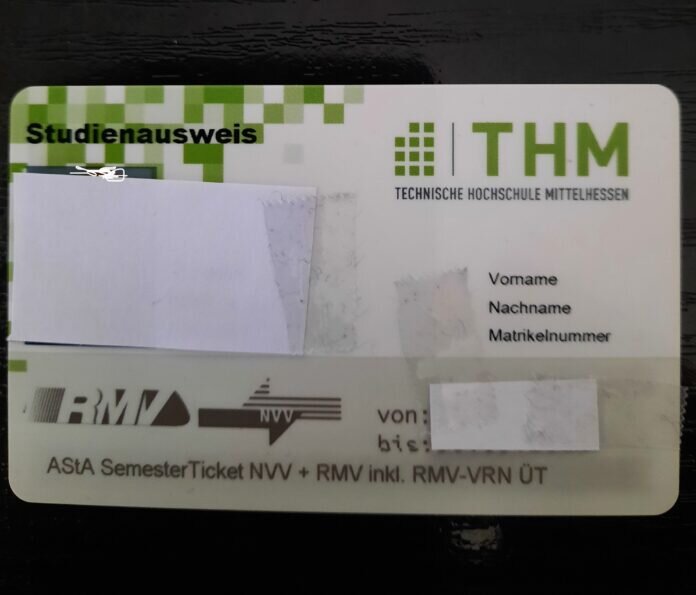 Studienausweis
THM
TECHNISCHE HOCHSCHULE MITTELHESSEN
Vorname
Nachname
Matrikelnummer
RMV
NVV
von:
bis:
AStA SemesterTicket NVV + RMV inkl. RMV-VRN ÜT